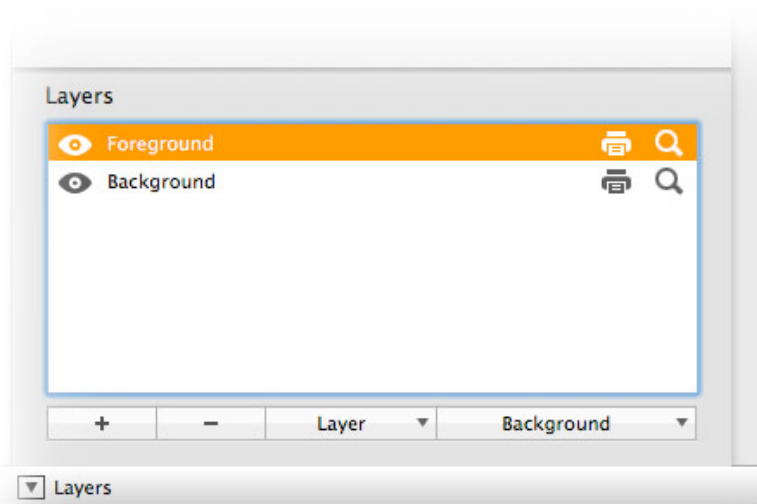 Layers
Foreground
Background
+ - Layer Background
Layers